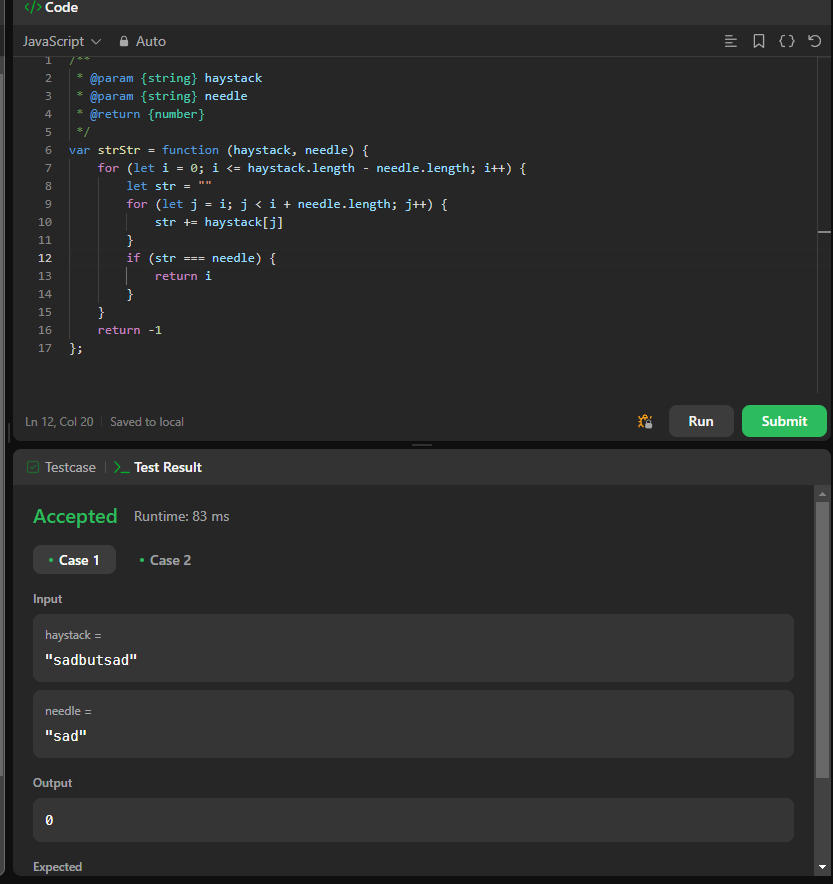 </> Code
JavaScript Auto
1 /**
2 * @param {string} haystack
3 * @param {string} needle
4 * @return {number}
5 */
6 var strStr = function (haystack, needle) {
7 for (let i = 0; i <= haystack.length - needle.length; i++) {
8 let str = ""
9 for (let j = i; j < i + needle.length; j++) {
10 str += haystack[j]
11 }
12 if (str === needle) {
13 return i
14 }
15 }
16 return -1
17 };
Ln 12, Col 20 Saved to local Run Submit
Testcase >_ Test Result
Accepted Runtime: 83 ms
• Case 1 • Case 2
Input
haystack =
"sadbutsad"
needle =
"sad"
Output
0
Expected